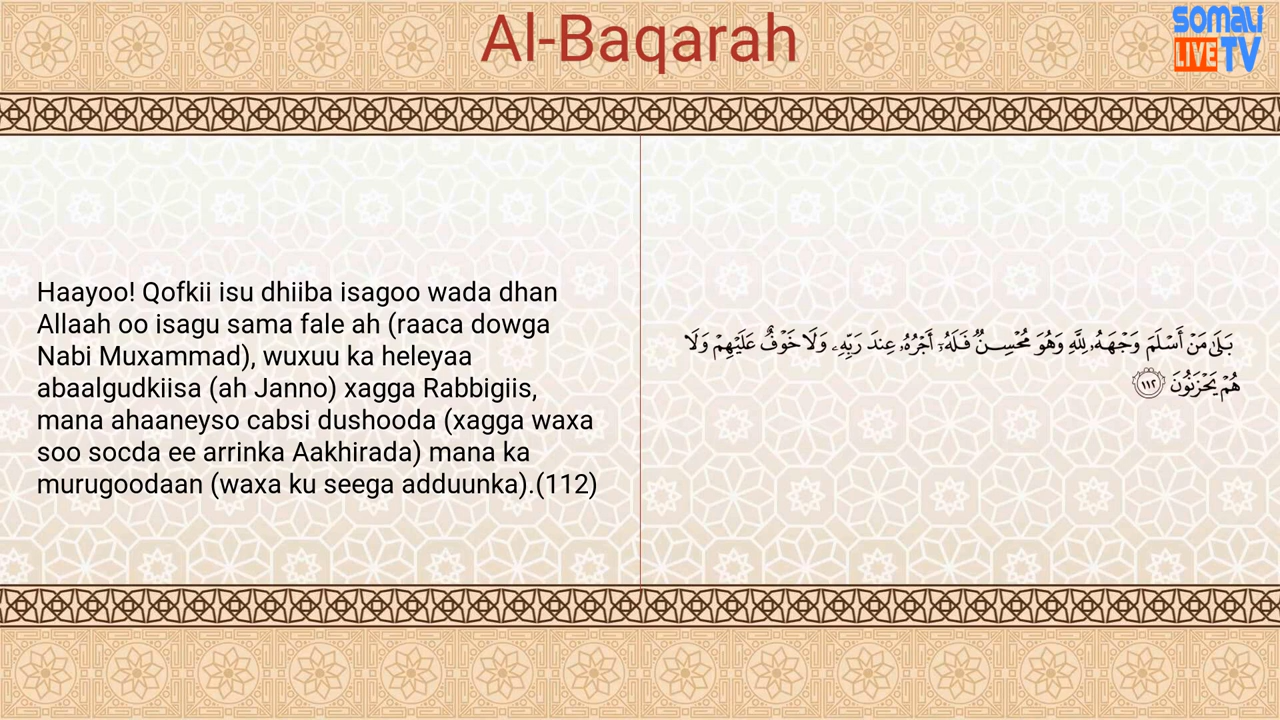 Al-Baqarah
SOMALI
LIVE TV
Haayoo! Qofkii isu dhiiba isagoo wada dhan
Allaah oo isagu sama fale ah (raaca dowga
Nabi Muxammad), wuxuu ka heleyaa
abaalgudkiisa (ah Janno) xagga Rabbigiis,
mana ahaaneyso cabsi dushooda (xagga waxa
soo socda ee arrinka Aakhirada) mana ka
murugoodaan (waxa ku seega adduunka).(112)
بَلَىٰ مَنْ أَسْلَمَ وَجْهَهُۥ لِلَّهِ وَهُوَ مُحْسِنٌ فَلَهُۥٓ أَجْرُهُۥ عِندَ رَبِّهِۦ وَلَا خَوْفٌ عَلَيْهِمْ وَلَا
هُمْ يَحْزَنُونَ ١١٢